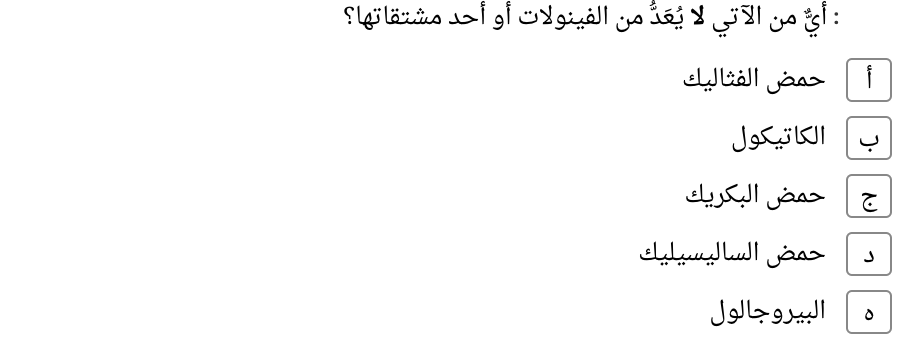 : أيٌّ من الآتي لا يُعَدُّ من الفينولات أو أحد مشتقاتها؟
أ حمض الفثاليك
ب الكاتيكول
ج حمض البكريك
د حمض الساليسيليك
ه البيروجالول